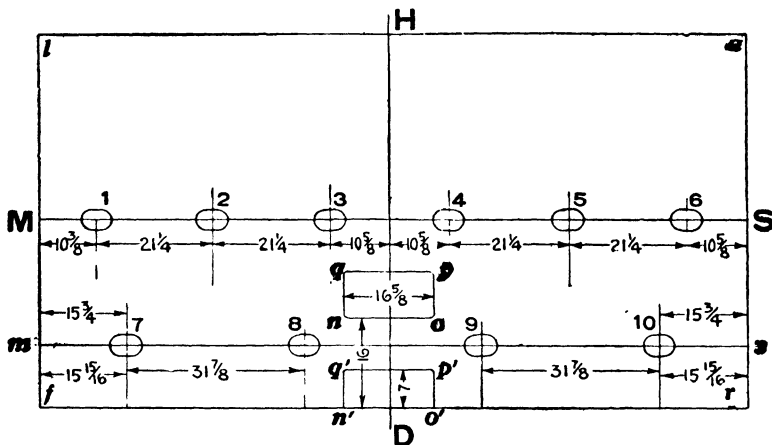 H
l a
1 2 3 4 5 6
M S
10 3/8 21 1/4 21 1/4 10 5/8 10 5/8 21 1/4 21 1/4 10 5/8
q p
16 5/8
15 3/4 15 3/4
n o
7 8 9 10
m s
16
15 15/16 31 7/8 q' p' 31 7/8 15 15/16
7
f r
n' o'
D